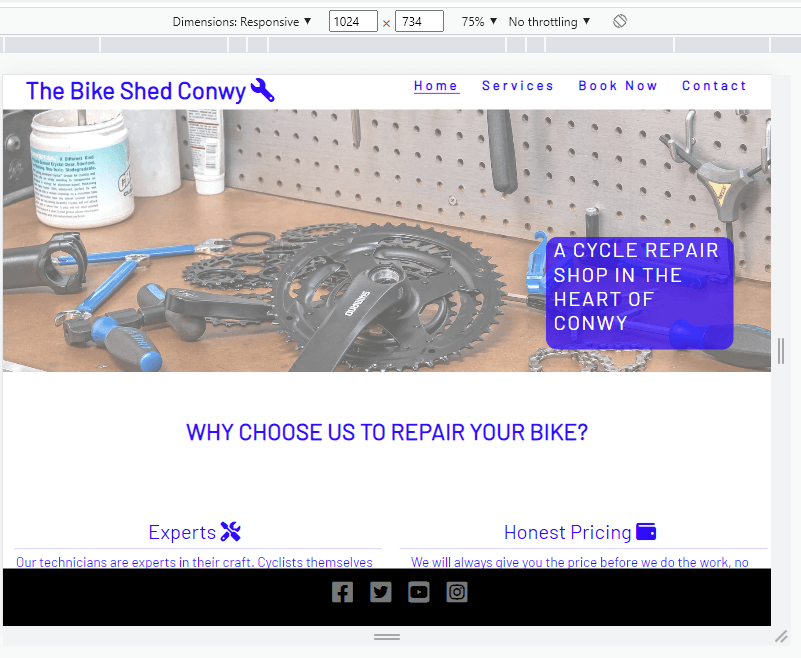 Dimensions: Responsive ▼ 1024 × 734 75% ▼ No throttling ▼
The Bike Shed Conwy
Home Services Book Now Contact
A CYCLE REPAIR
SHOP IN THE
HEART OF
CONWY
WHY CHOOSE US TO REPAIR YOUR BIKE?
Experts
Our technicians are experts in their craft. Cyclists themselves
Honest Pricing
We will always give you the price before we do the work, no